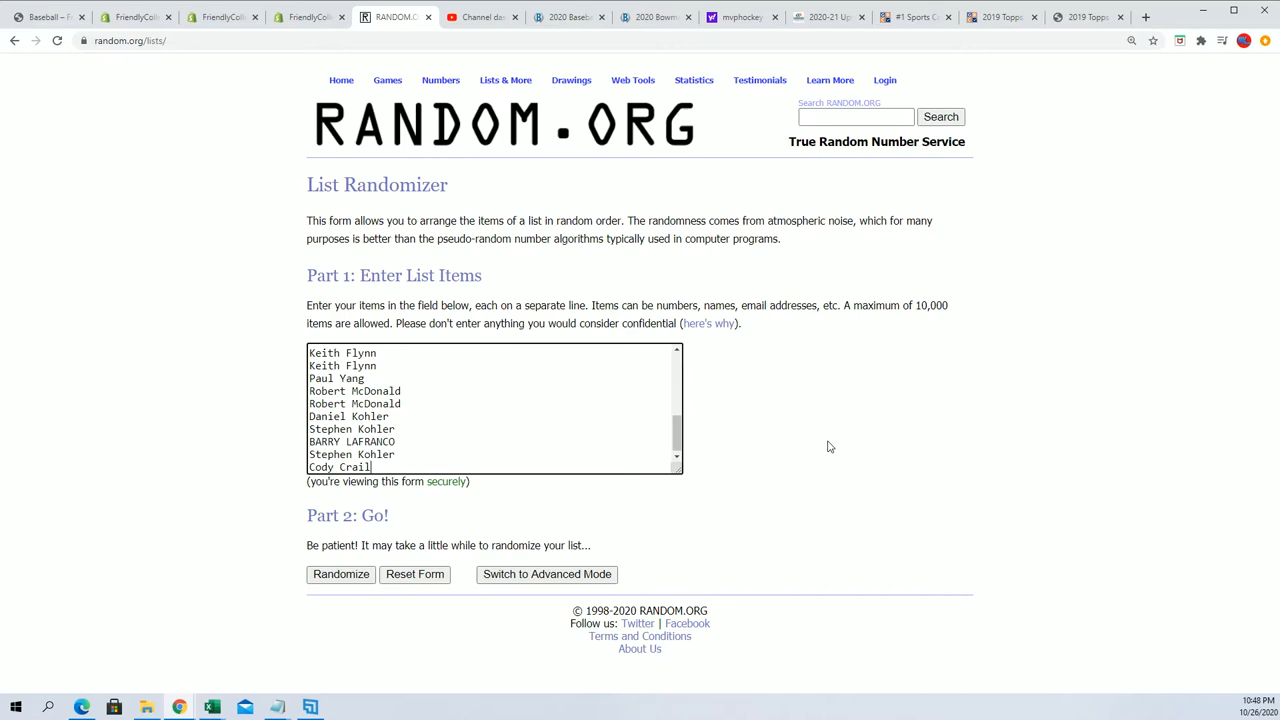 Baseball –
FriendlyColl
FriendlyColl
FriendlyColl
RANDOM.O
Channel das
2020 Baseb
2020 Bowm
mvphockey
2020-21 Up
#1 Sports C
2019 Topps
2019 Topps
random.org/lists/
Home Games Numbers Lists & More Drawings Web Tools Statistics Testimonials Learn More Login
RANDOM.ORG
Search RANDOM.ORG
Search
True Random Number Service
List Randomizer
This form allows you to arrange the items of a list in random order. The randomness comes from atmospheric noise, which for many
purposes is better than the pseudo-random number algorithms typically used in computer programs.
Part 1: Enter List Items
Enter your items in the field below, each on a separate line. Items can be numbers, names, email addresses, etc. A maximum of 10,000
items are allowed. Please don't enter anything you would consider confidential (here's why).
Keith Flynn
Keith Flynn
Paul Yang
Robert McDonald
Robert McDonald
Daniel Kohler
Stephen Kohler
BARRY LAFRANCO
Stephen Kohler
Cody Crail
(you're viewing this form securely)
Part 2: Go!
Be patient! It may take a little while to randomize your list...
Randomize Reset Form Switch to Advanced Mode
© 1998-2020 RANDOM.ORG
Follow us: Twitter | Facebook
Terms and Conditions
About Us
10:48 PM
10/26/2020